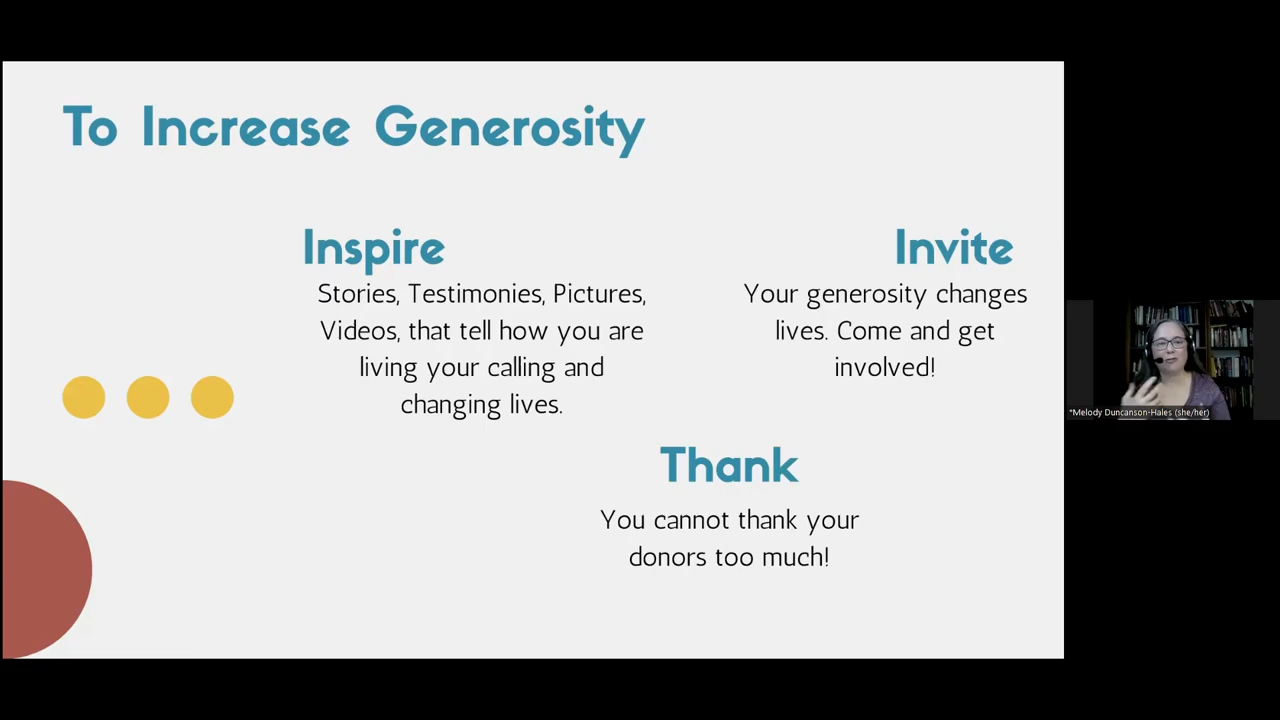 To Increase Generosity
Inspire
Stories, Testimonies, Pictures,
Videos, that tell how you are
living your calling and
changing lives.
Invite
Your generosity changes
lives. Come and get
involved!
Thank
You cannot thank your
donors too much!
*Melody Duncanson-Hales (she/her)